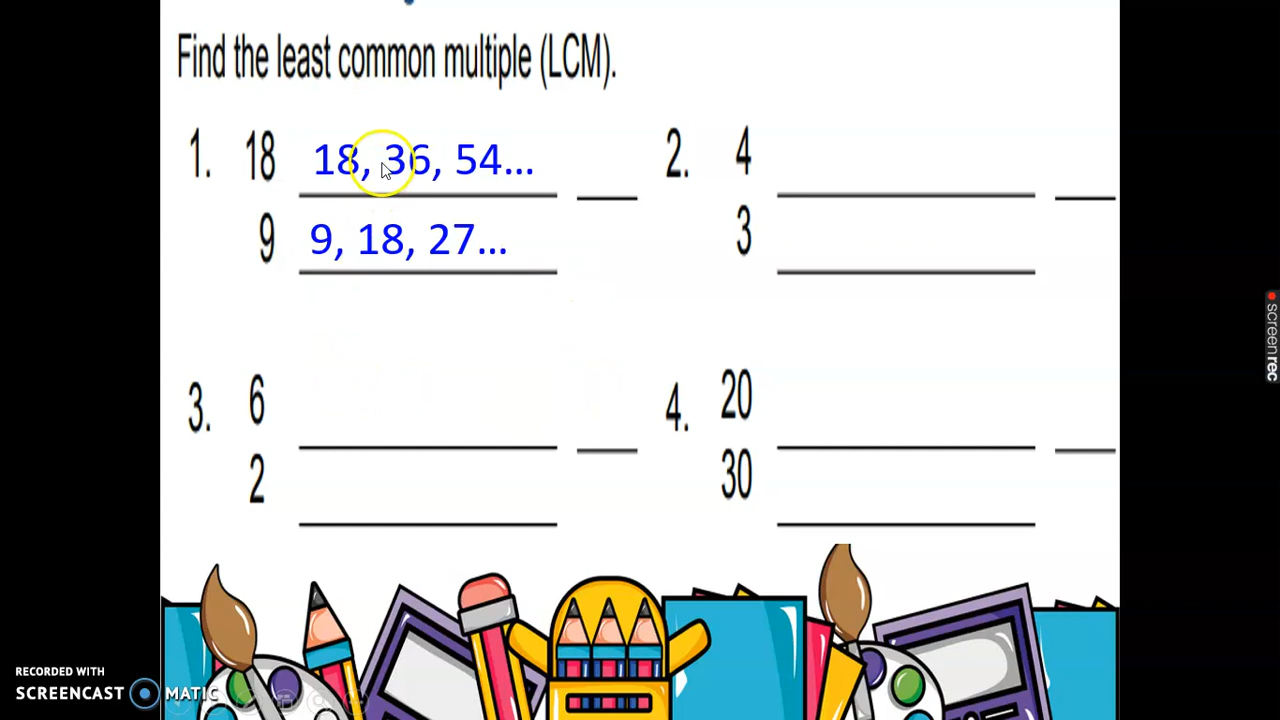 Find the least common multiple (LCM).
1. 18 18, 36, 54...
9 9, 18, 27...
2. 4
3
3. 6
2
4. 20
30
screenrec
RECORDED WITH
SCREENCAST MATIC